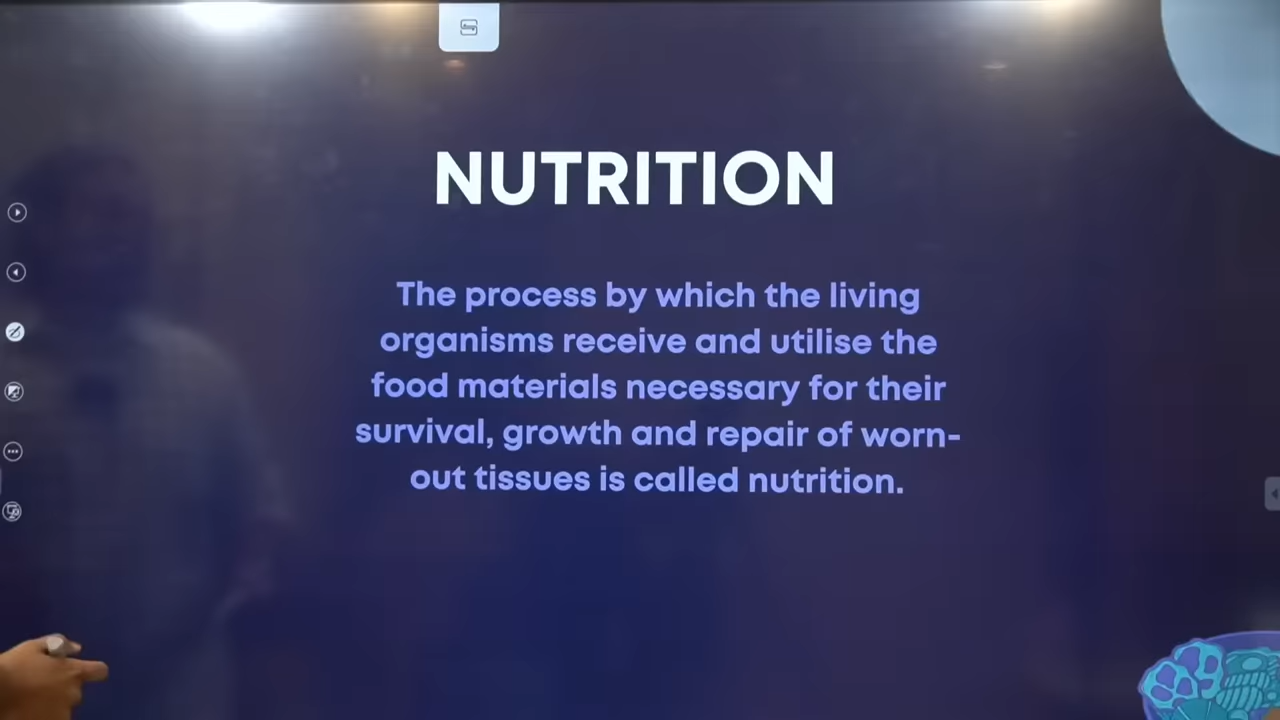 NUTRITION
The process by which the living
organisms receive and utilise the
food materials necessary for their
survival, growth and repair of worn-
out tissues is called nutrition.